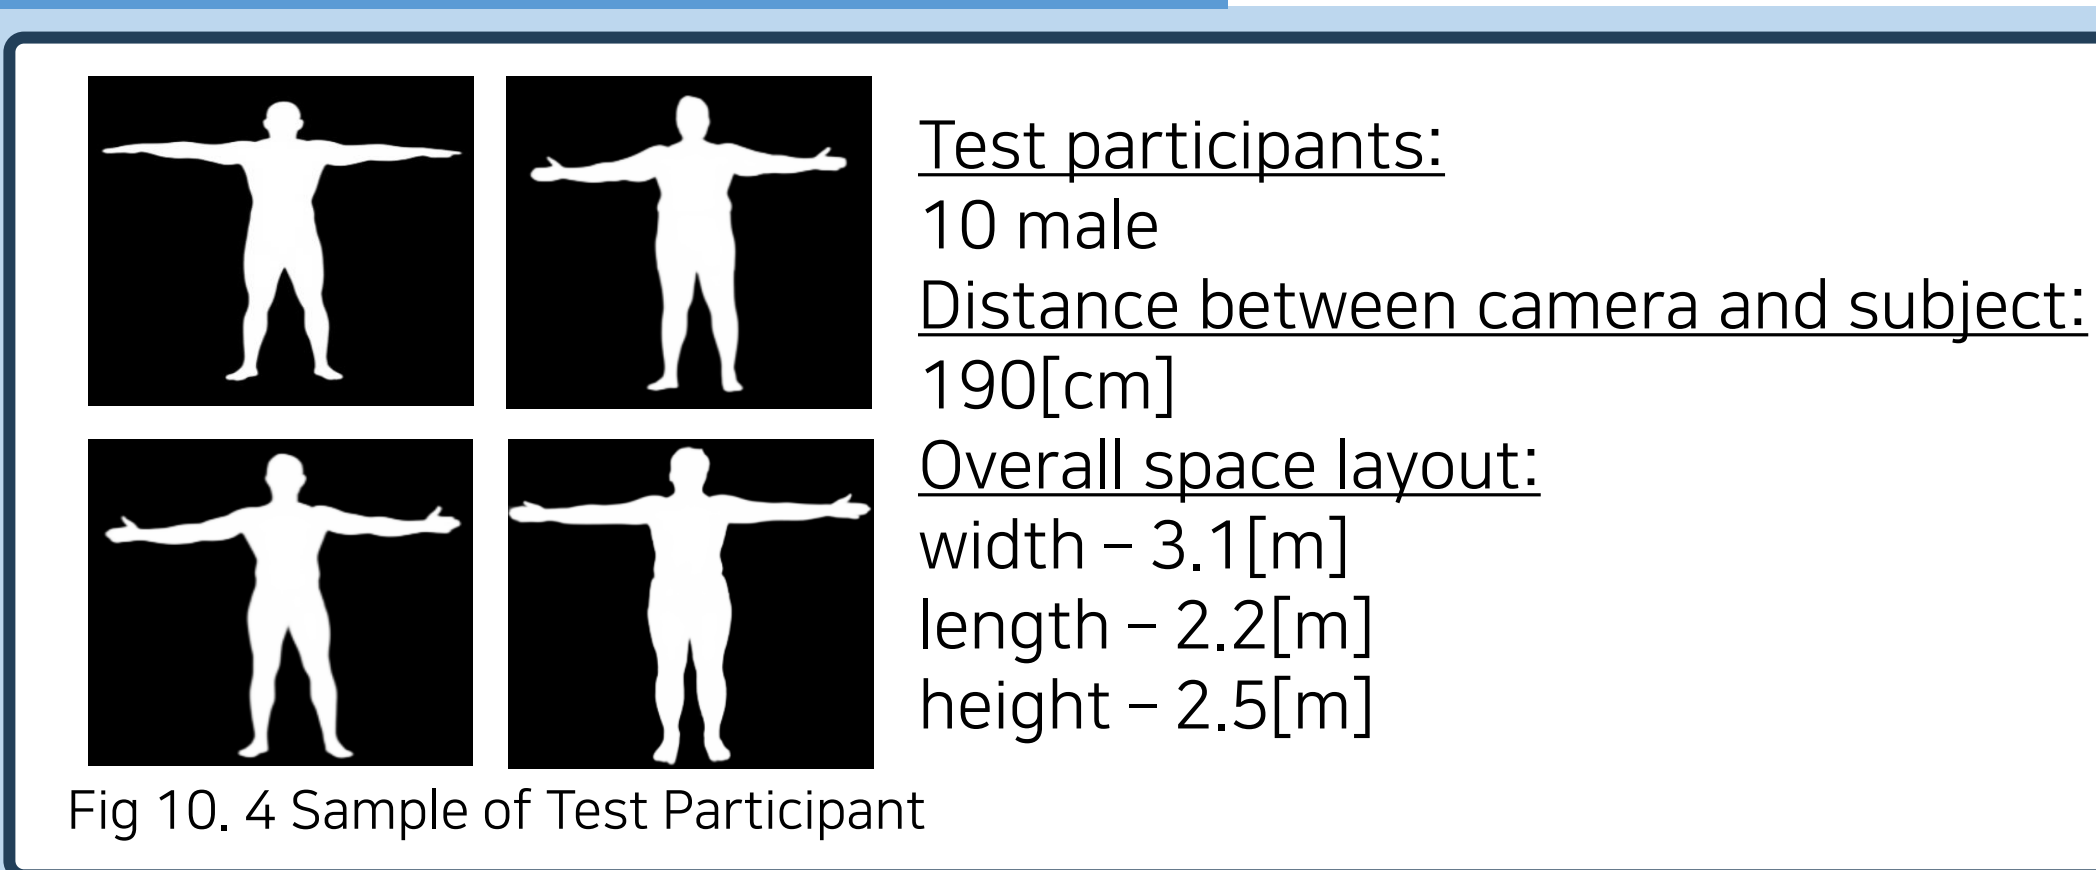 Test participants:
10 male
Distance between camera and subject:
190[cm]
Overall space layout:
width – 3.1[m]
length – 2.2[m]
height – 2.5[m]
Fig 10. 4 Sample of Test Participant